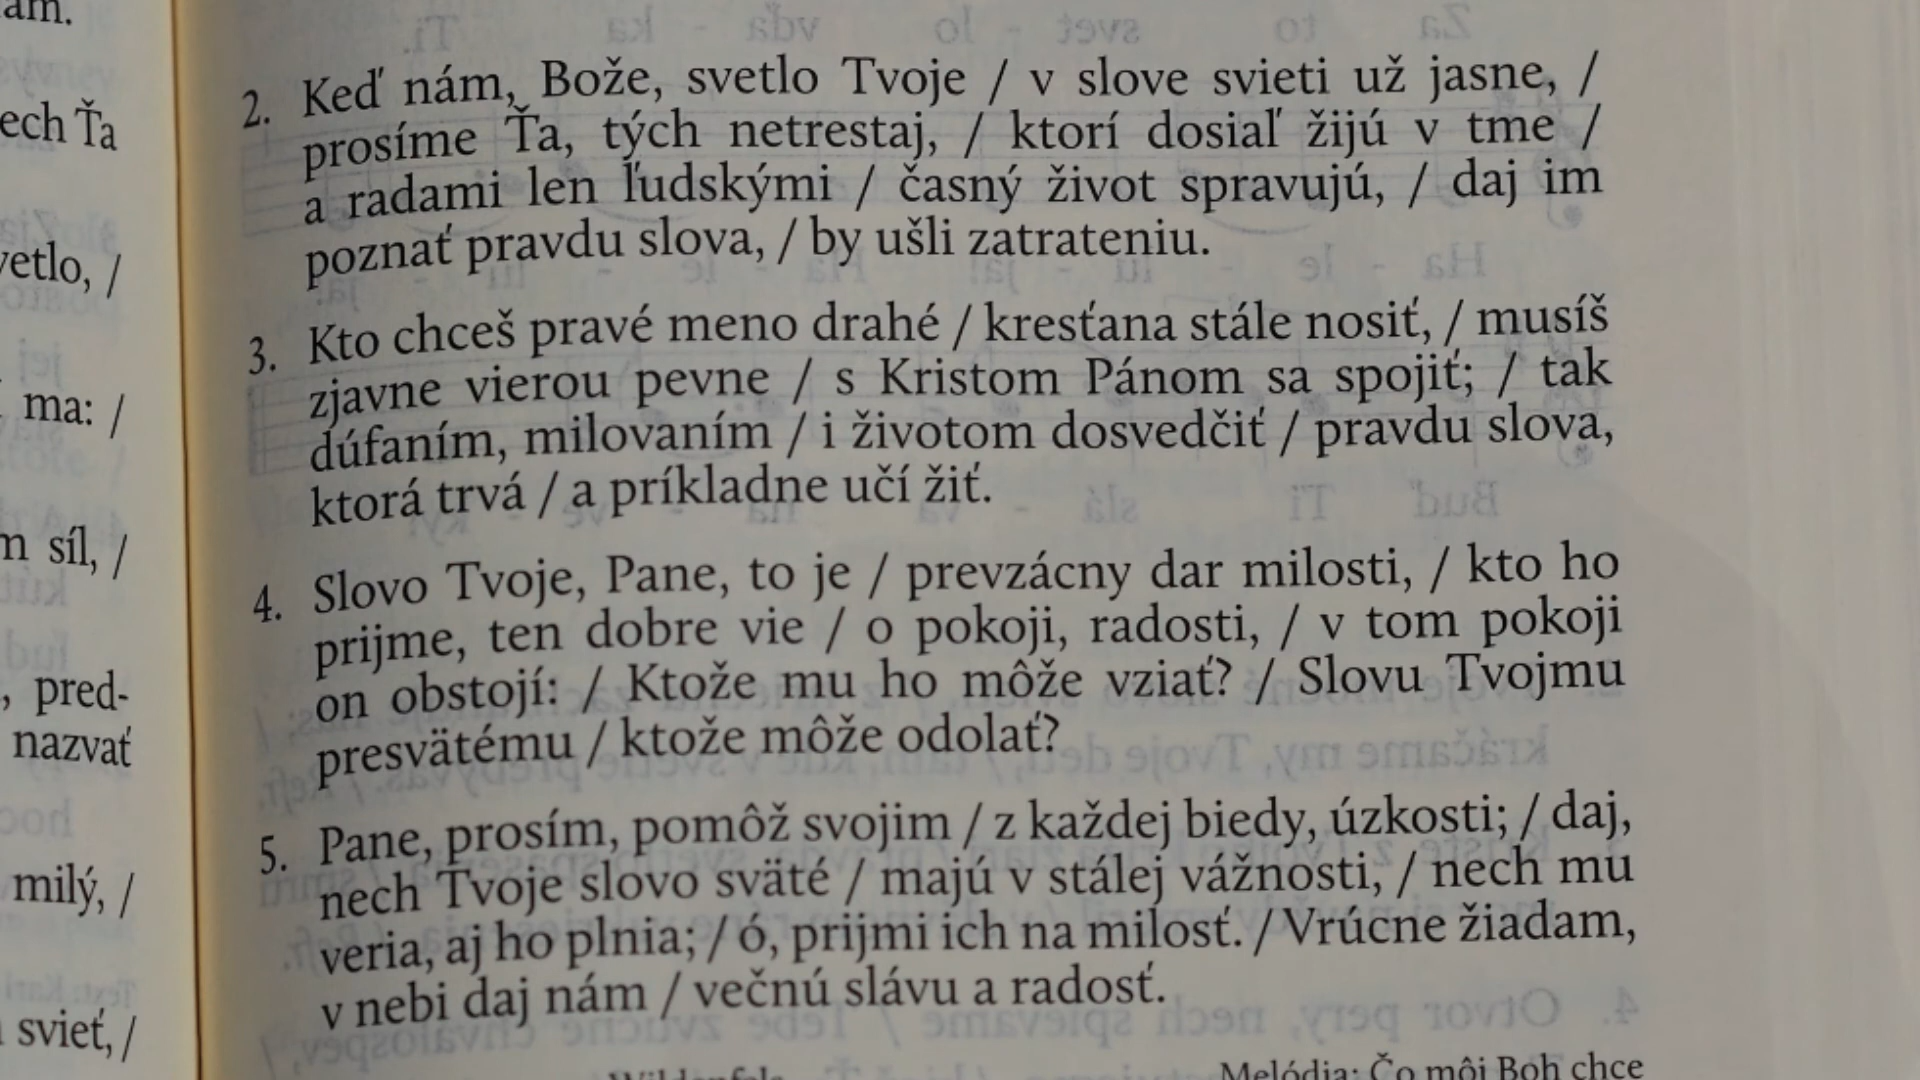 am.
ech Ťa
vetlo, /
ma: /
m síl, /
, pred-
nazvať
milý, /
svieť, /
2. Keď nám, Bože, svetlo Tvoje / v slove svieti už jasne, /
prosíme Ťa, tých netrestaj, / ktorí dosiaľ žijú v tme /
a radami len ľudskými / časný život spravujú, / daj im
poznať pravdu slova, / by ušli zatrateniu.
3. Kto chceš pravé meno drahé / kresťana stále nosiť, / musíš
zjavne vierou pevne / s Kristom Pánom sa spojiť; / tak
dúfaním, milovaním / i životom dosvedčiť / pravdu slova,
ktorá trvá / a príkladne učí žiť.
4. Slovo Tvoje, Pane, to je / prevzácny dar milosti, / kto ho
prijme, ten dobre vie / o pokoji, radosti, / v tom pokoji
on obstojí: / Ktože mu ho môže vziať? / Slovu Tvojmu
presvätému / ktože môže odolať?
5. Pane, prosím, pomôž svojim / z každej biedy, úzkosti; / daj,
nech Tvoje slovo sväté / majú v stálej vážnosti, / nech mu
veria, aj ho plnia; / ó, prijmi ich na milosť. / Vrúcne žiadam,
v nebi daj nám / večnú slávu a radosť.
Melódia: Čo môj Boh chce